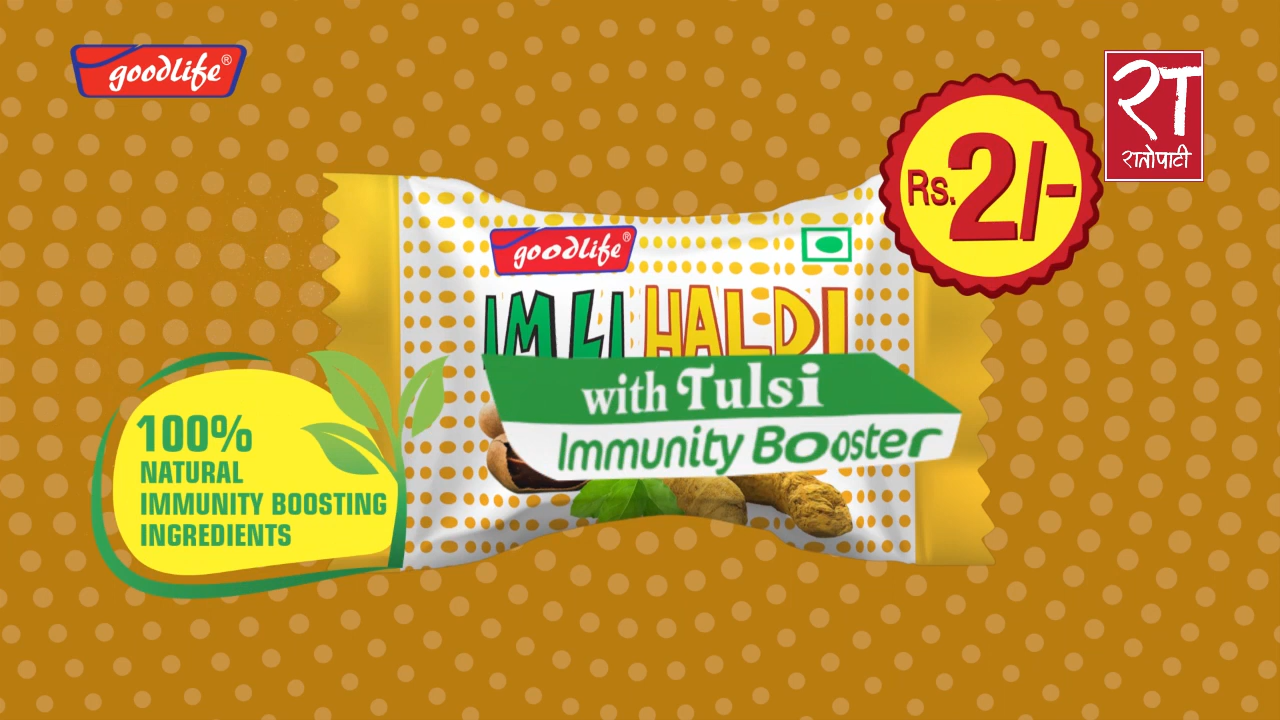 goodlife®
रा
रातोपाटी
Rs.2/-
goodlife®
IMLI HALDI
with Tulsi
Immunity Booster
100%
NATURAL
IMMUNITY BOOSTING
INGREDIENTS